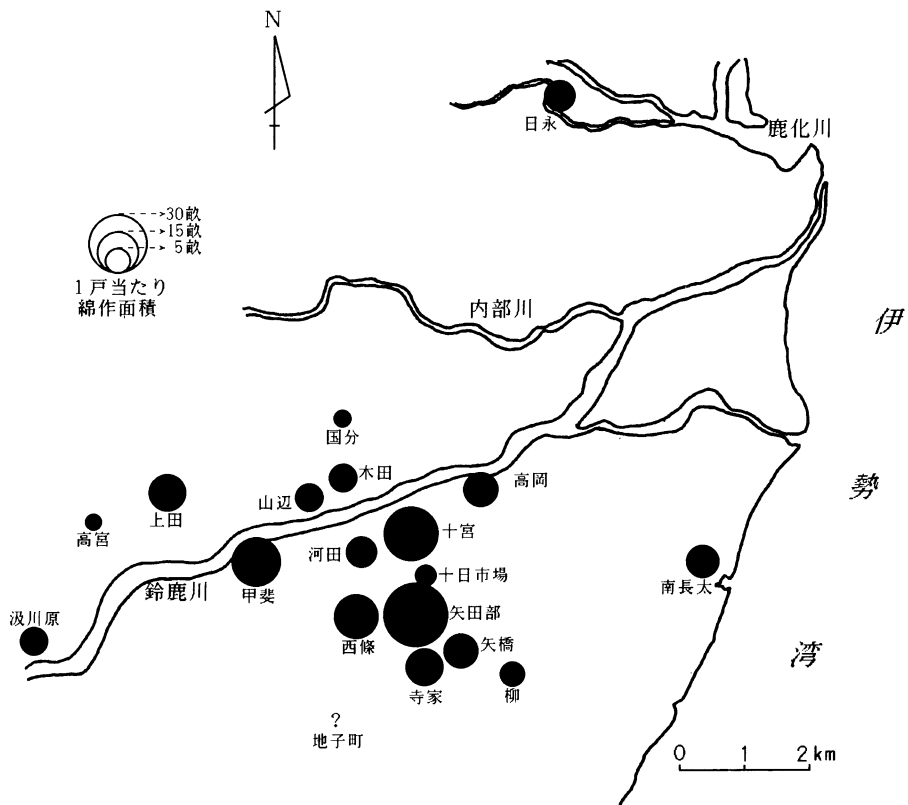 N
日永
鹿化川
30畝
15畝
5畝
1戸当たり
綿作面積
内部川
伊
勢
湾
国分
木田
山辺
高岡
上田
高宮
十宮
河田
十日市場
鈴鹿川
甲斐
南長太
汲川原
矢田部
西條
矢橋
寺家
柳
?
地子町
0 1 2km